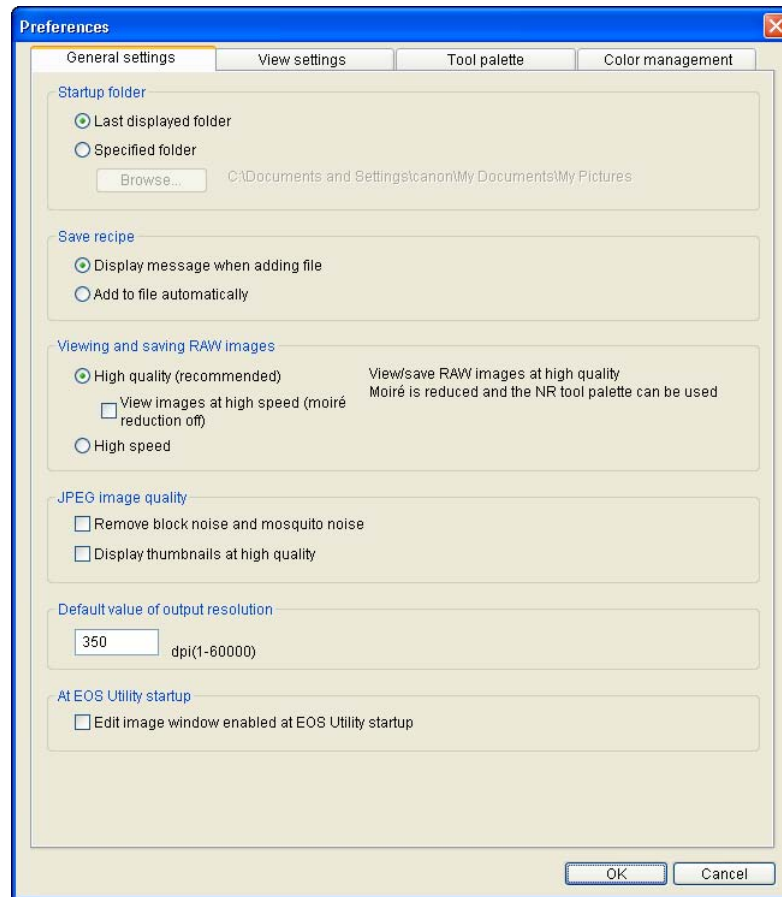 Preferences
General settings
View settings
Tool palette
Color management
Startup folder
Last displayed folder
Specified folder
Browse...
C:\Documents and Settings\canon\My Documents\My Pictures
Save recipe
Display message when adding file
Add to file automatically
Viewing and saving RAW images
High quality (recommended)
View images at high speed (moiré
reduction off)
High speed
View/save RAW images at high quality
Moiré is reduced and the NR tool palette can be used
JPEG image quality
Remove block noise and mosquito noise
Display thumbnails at high quality
Default value of output resolution
350
dpi(1-60000)
At EOS Utility startup
Edit image window enabled at EOS Utility startup
OK
Cancel